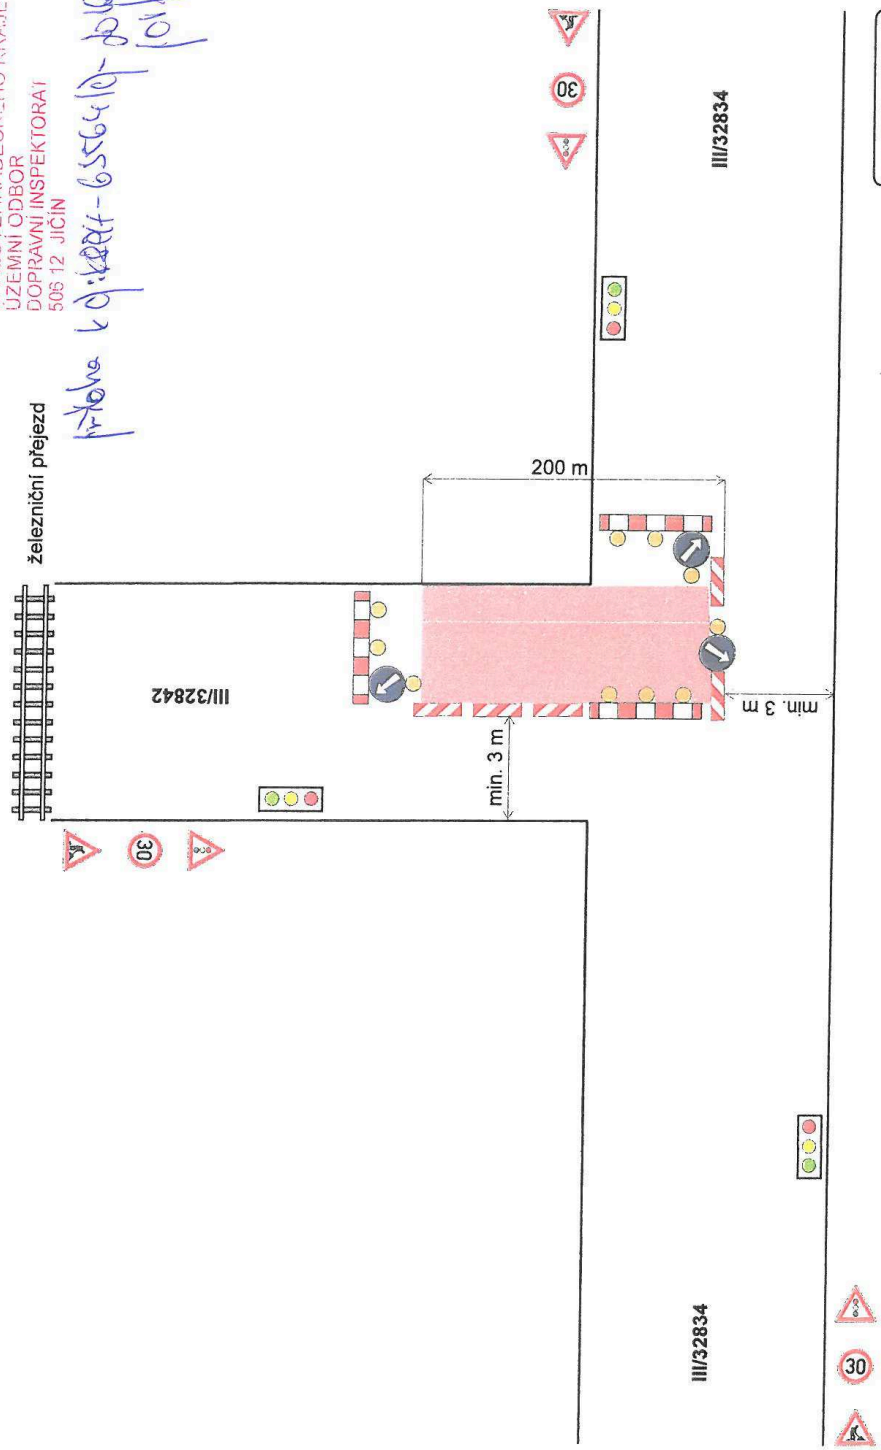 ÚZEMNÍ ODBOR
DOPRAVNÍ INSPEKTORÁT
506 12 JIČÍN
příloha k čj:
železniční přejezd
30
III/32834
200 m
III/32842
min. 3 m
min. 3 m
30
III/32834
30